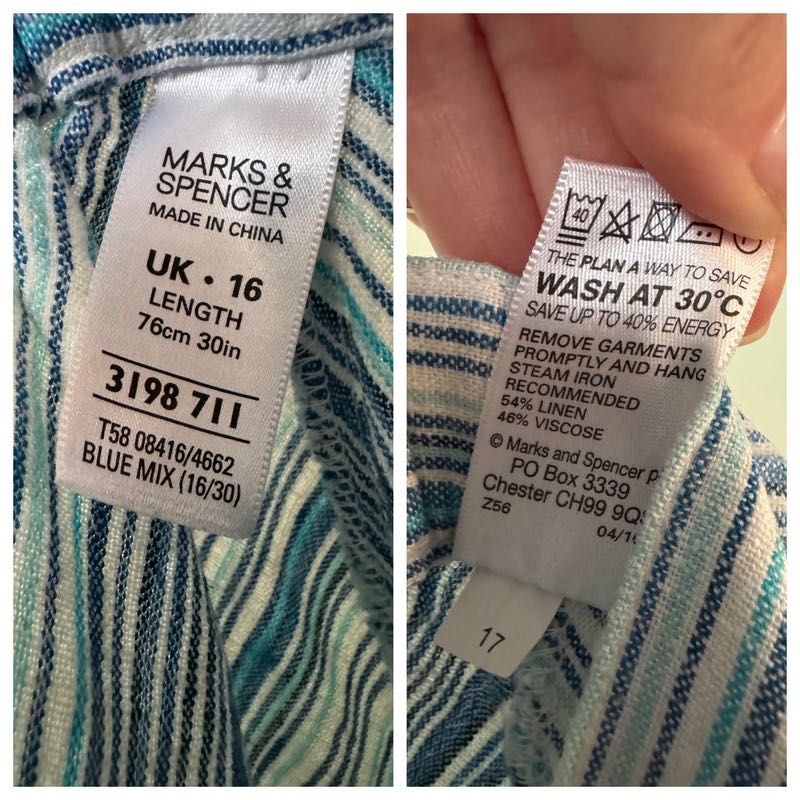 MARKS &
SPENCER
MADE IN CHINA
UK • 16
LENGTH
76cm 30in
3198 711
T58 08416/4662
BLUE MIX (16/30)
40
THE PLAN A WAY TO SAVE
WASH AT 30°C
SAVE UP TO 40% ENERGY
REMOVE GARMENTS
PROMPTLY AND HANG
STEAM IRON
RECOMMENDED
54% LINEN
46% VISCOSE
© Marks and Spencer
PO Box 3339
Chester CH99
Z56
17